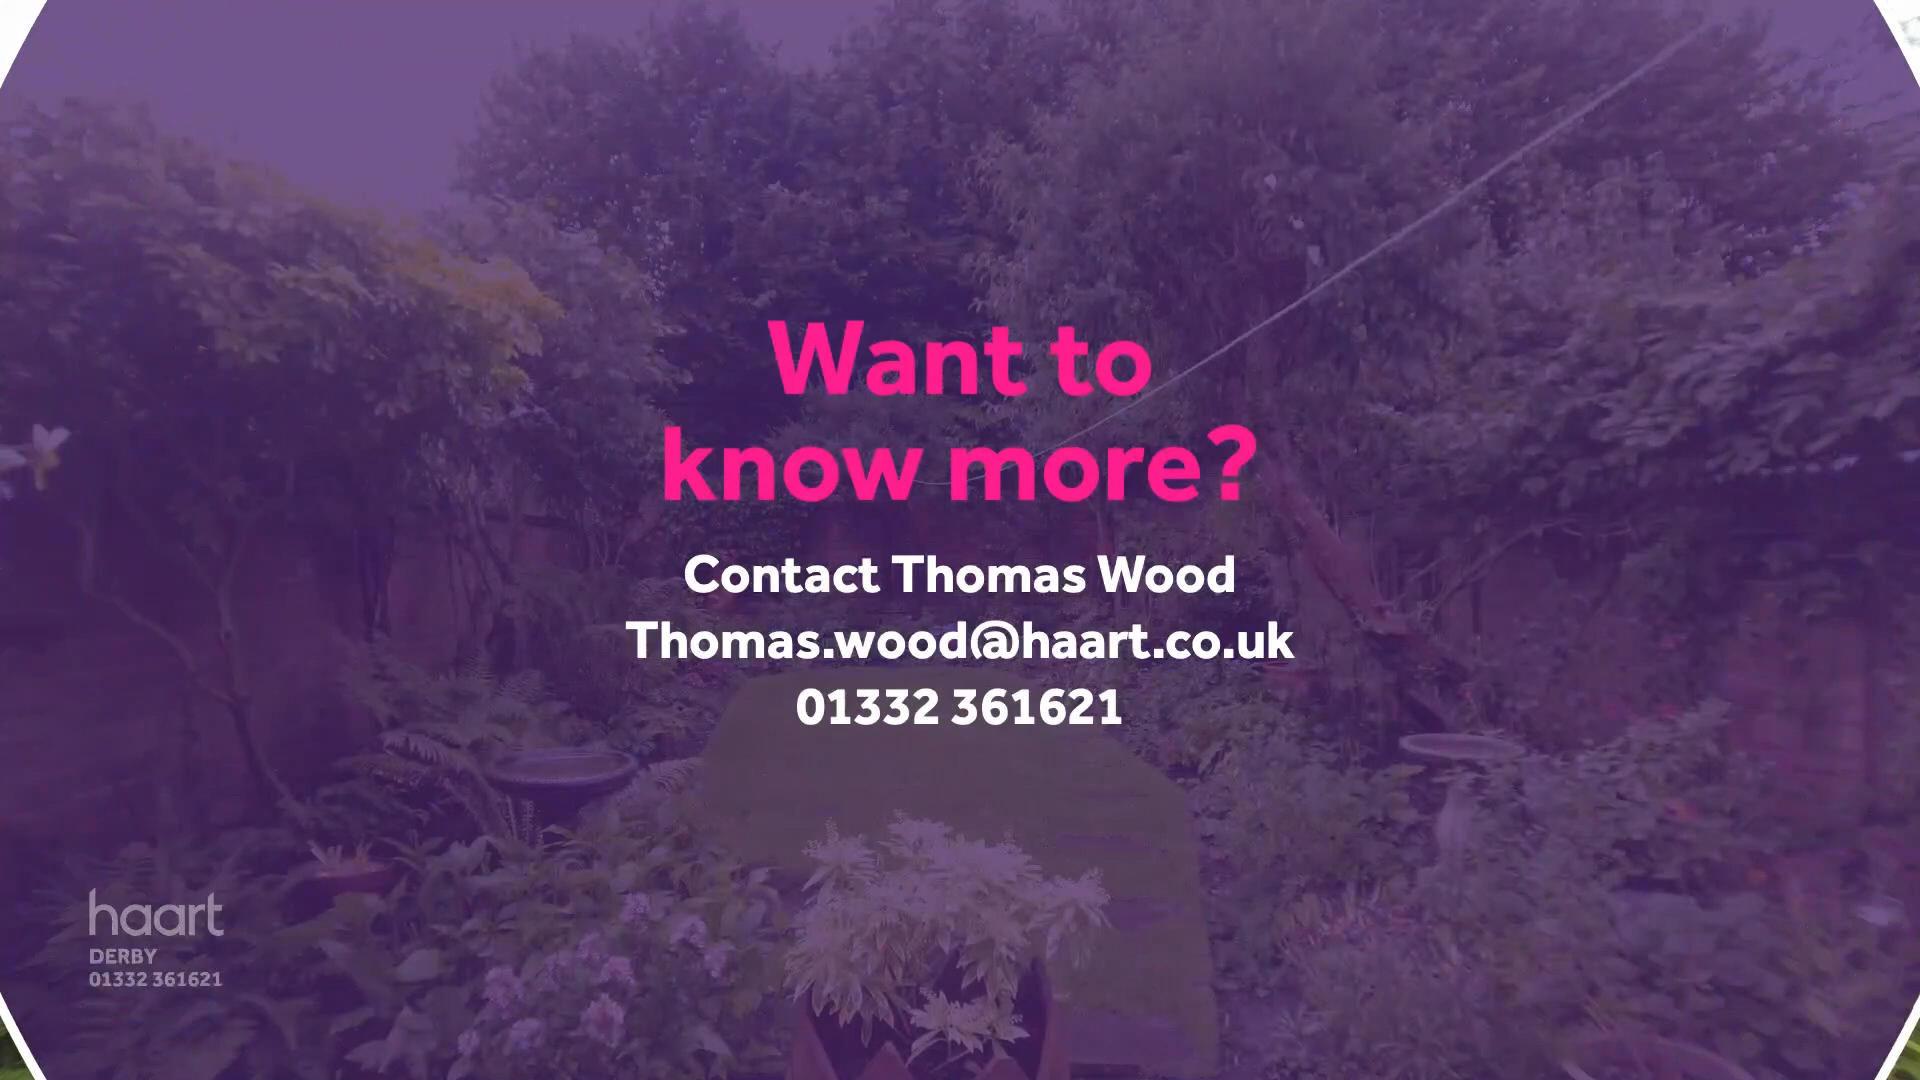 Want to
know more?
Contact Thomas Wood
Thomas.wood@haart.co.uk
01332 361621
haart
DERBY
01332 361621